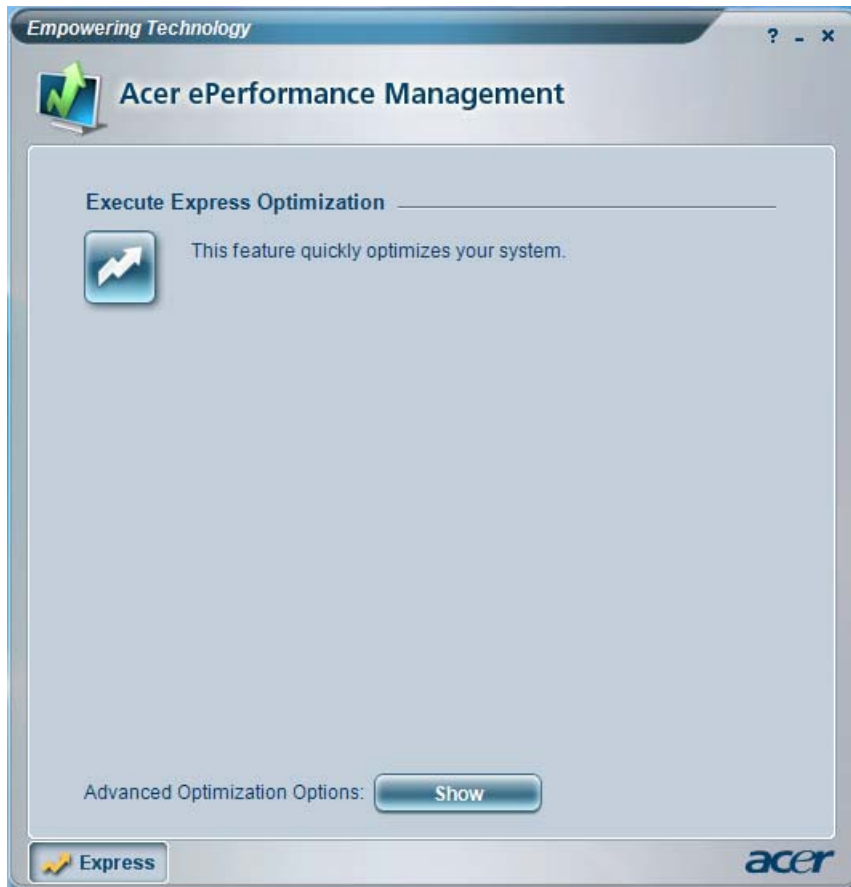 Empowering Technology
? - ×
Acer ePerformance Management
Execute Express Optimization
This feature quickly optimizes your system.
Advanced Optimization Options: Show
Express
acer